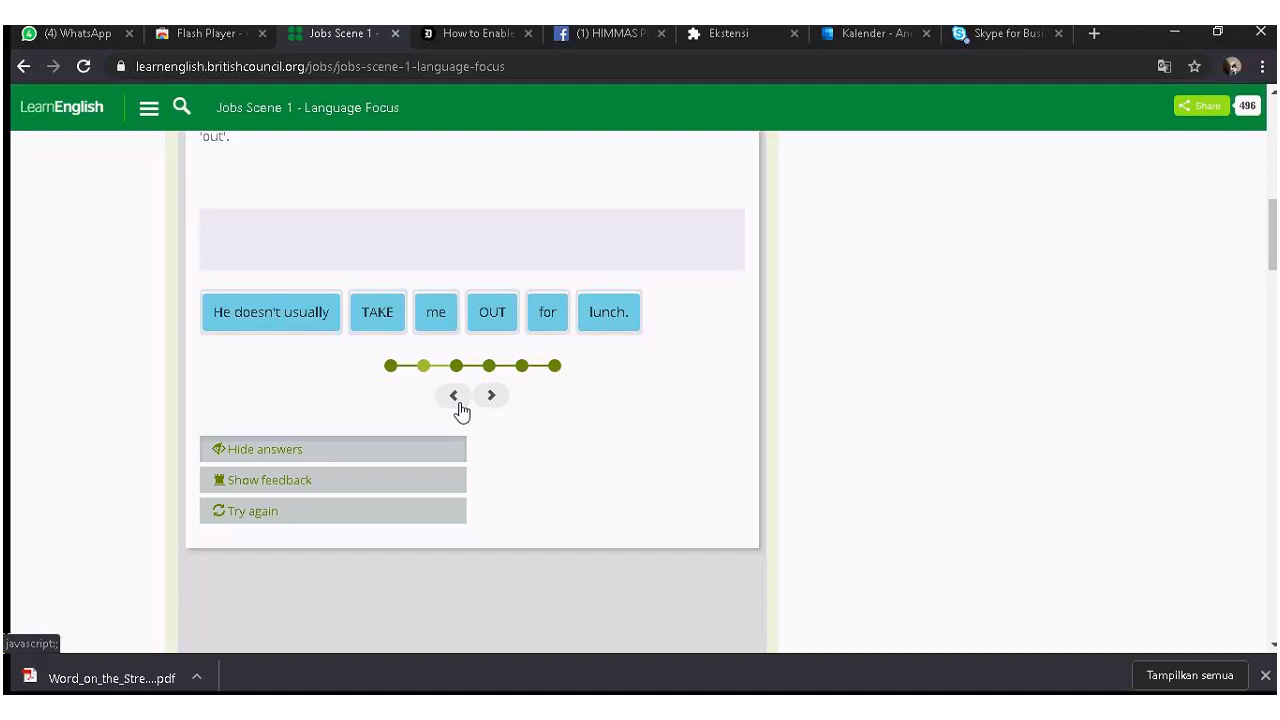 (4) WhatsApp
Flash Player -
Jobs Scene 1 -
How to Enable
(1) HIMMAS P
Ekstensi
Kalender - An
Skype for Busi
learnenglish.britishcouncil.org/jobs/jobs-scene-1-language-focus
LearnEnglish
Jobs Scene 1 - Language Focus
Share
496
'out'.
He doesn't usually TAKE me OUT for lunch.
Hide answers
Show feedback
Try again
javascript:;
Word_on_the_Stre....pdf
Tampilkan semua